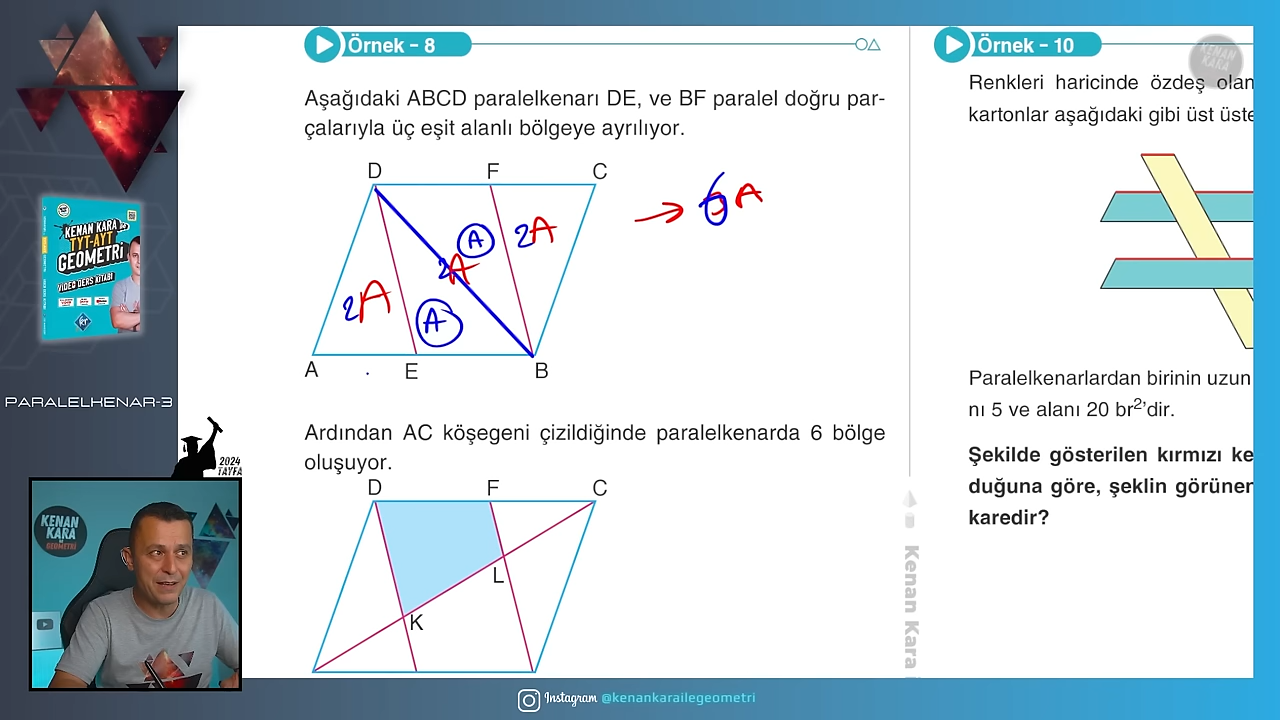 Örnek – 8
Aşağıdaki ABCD paralelkenarı DE, ve BF paralel doğru par-
çalarıyla üç eşit alanlı bölgeye ayrılıyor.
D F C
A
2A
2A
2A
A
A E B
→ 6A
Ardından AC köşegeni çizildiğinde paralelkenarda 6 bölge
oluşuyor.
D F C
L
K
Örnek – 10
Renkleri haricinde özdeş olan
kartonlar aşağıdaki gibi üst üste
Paralelkenarlardan birinin uzun
nı 5 ve alanı 20 br²'dir.
Şekilde gösterilen kırmızı ke
duğuna göre, şeklin görünen
karedir?
Kenan Kara
KENAN
KARA
KENAN KARA
TYT-AYT
GEOMETRİ
VİDEO DERS KİTABI
PARALELKENAR-3
2024
TAYFA
KENAN
KARA
GEOMETRİ
Instagram @kenankarailegeometri